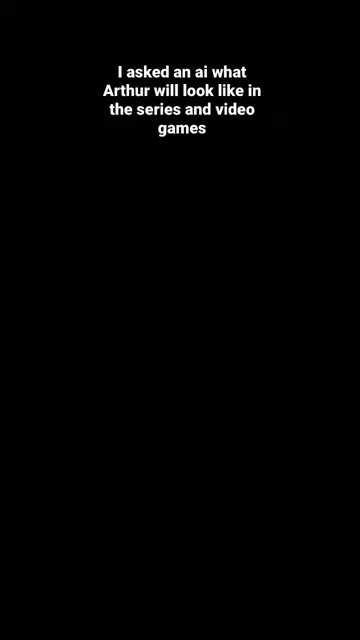 I asked an ai what
Arthur will look like in
the series and video
games